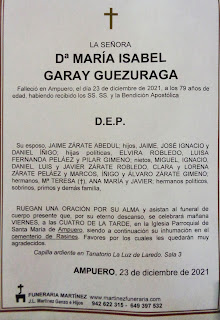 LA SEÑORA
Dª MARÍA ISABEL
GARAY GUEZURAGA
Falleció en Ampuero, el día 23 de diciembre de 2021, a los 79 años de
edad, habiendo recibido los SS. SS. y la Bendición Apostólica
D.E.P.
Su esposo, JAIME ZÁRATE ABEDUL; hijos, JAIME, JOSÉ IGNACIO y
DANIEL IÑIGO; hijas políticas, ELVIRA ROBLEDO, LUISA
FERNANDA PELÁEZ y PILAR GIMENO; nietos, MIGUEL, IGNACIO,
DANIEL, LUIS y JAVIER ZÁRATE ROBLEDO, CLARA y LORENA
ZÁRATE PELÁEZ y MARCOS, IÑIGO y ÁLVARO ZÁRATE GIMENO;
hermanos, Mª TERESA (†), ANA MARÍA y JAVIER; hermanos políticos,
sobrinos, primos y demás familia,
RUEGAN UNA ORACIÓN POR SU ALMA y asistan al funeral de
cuerpo presente que, por su eterno descanso, se celebrará mañana
VIERNES, a las CUATRO DE LA TARDE, en la Iglesia Parroquial de
Santa María de Ampuero, siendo a continuación su inhumación en el
cementerio de Rasines. Favores por los cuales les quedarán muy
agradecidos.
Capilla ardiente en Tanatorio La Luz de Laredo. Sala 3
AMPUERO, 23 de diciembre de 2021
FUNERARIA MARTÍNEZ
J.L. Martínez Ganza e Hijos
www.martinezfuneraria.com
942 622 315 - 649 397 532